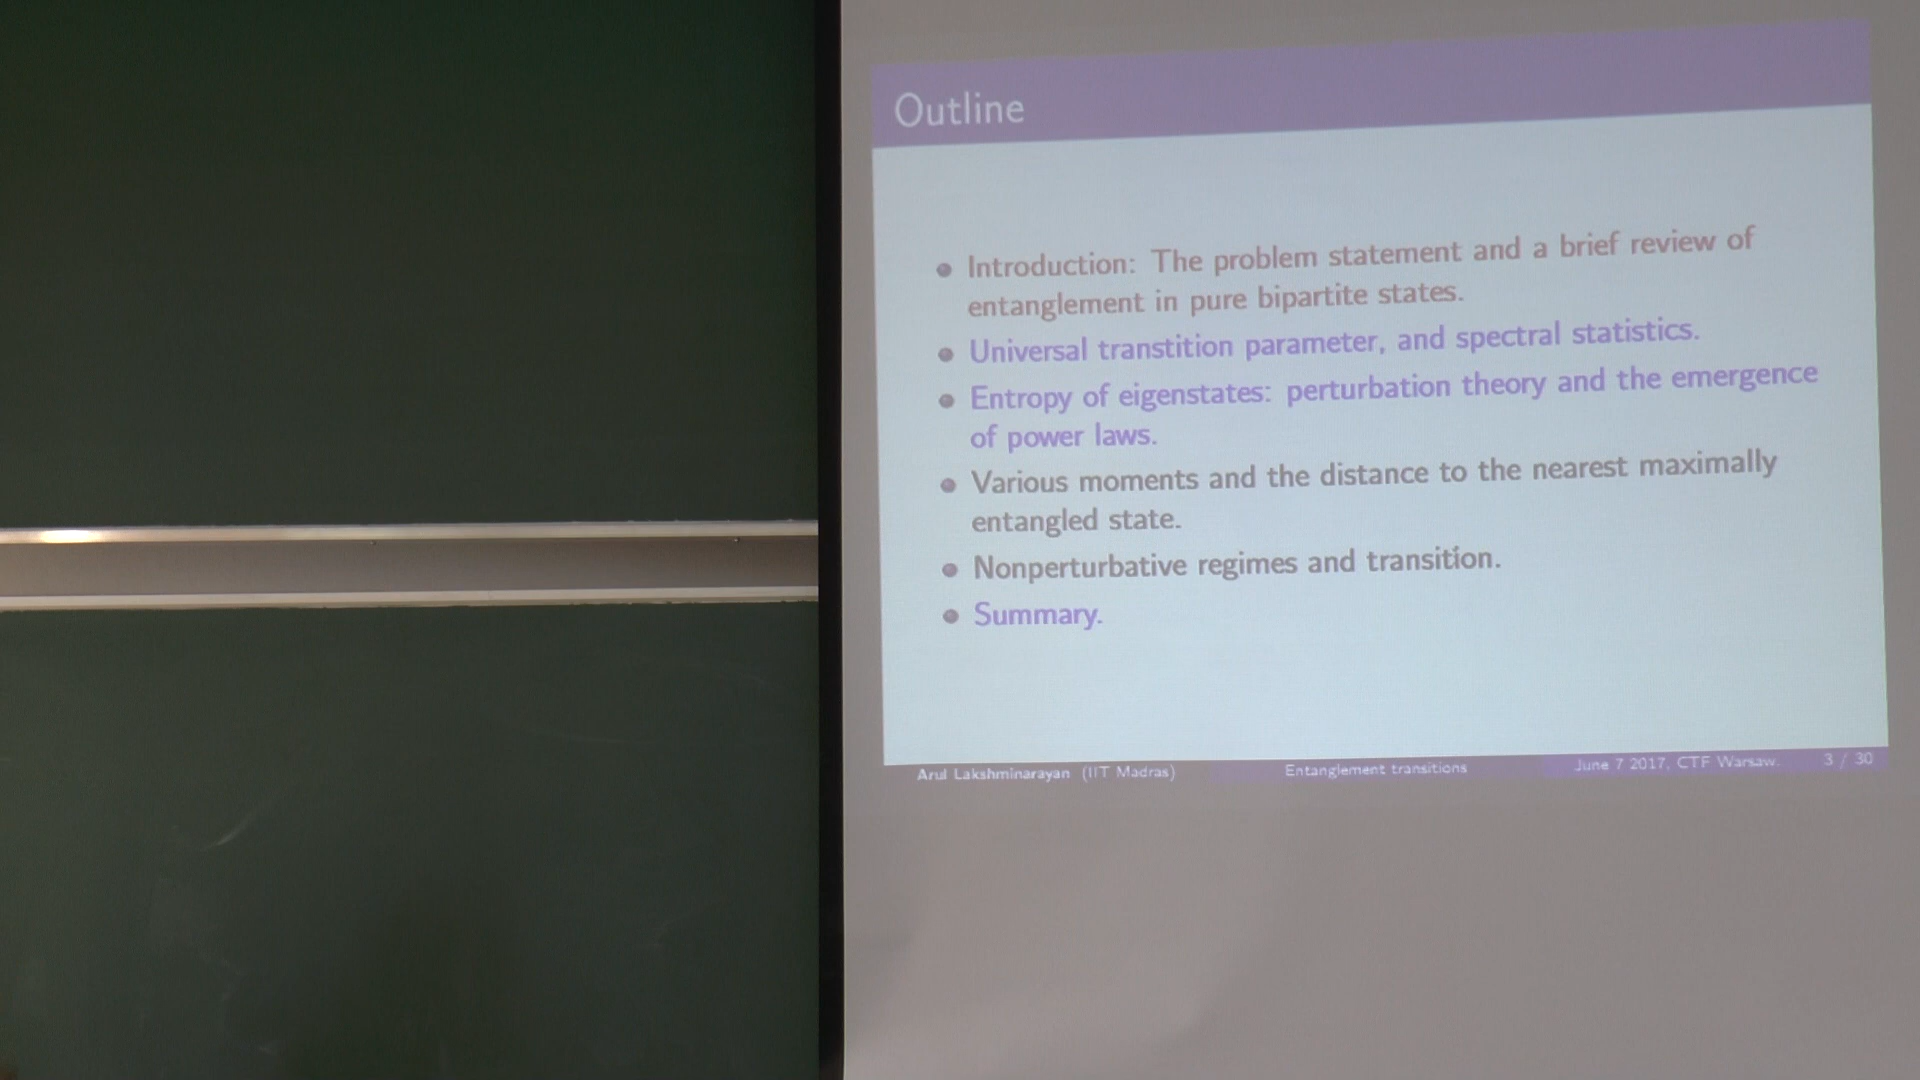 Outline
Introduction: The problem statement and a brief review of
entanglement in pure bipartite states.
Universal transtition parameter, and spectral statistics.
Entropy of eigenstates: perturbation theory and the emergence
of power laws.
Various moments and the distance to the nearest maximally
entangled state.
Nonperturbative regimes and transition.
Summary.
Arul Lakshminarayan (IIT Madras) Entanglement transitions June 7 2017, CTF Warsaw. 3 / 30